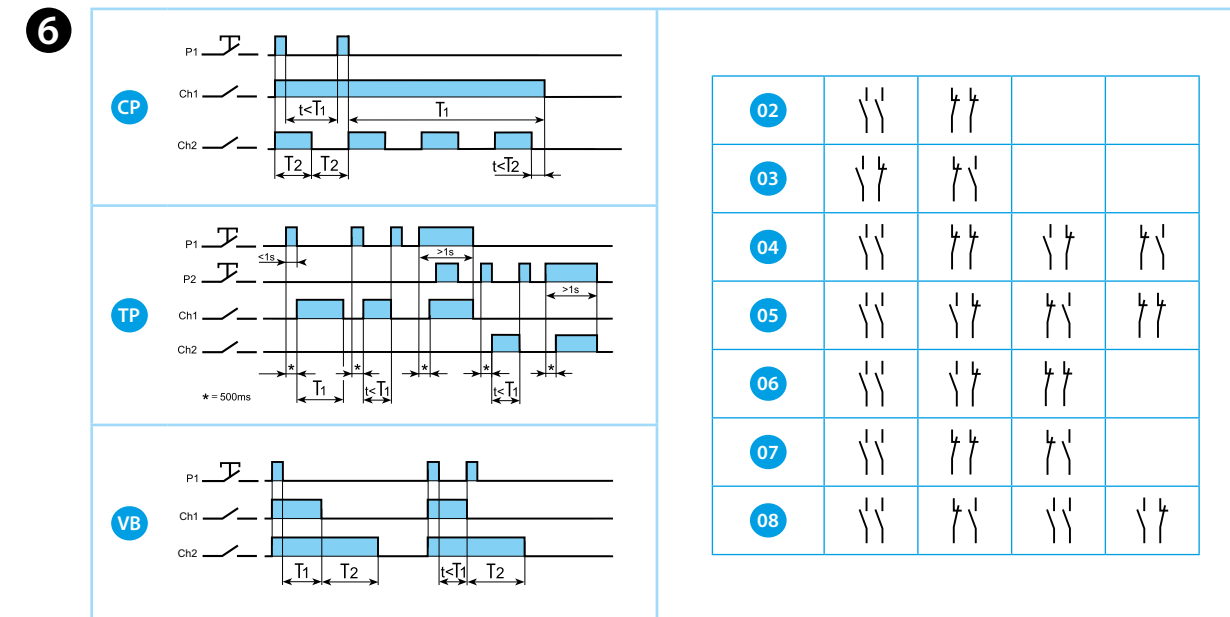 6
CP
P1
Ch1
t<T1 T1
Ch2
T2 T2 t<T2
TP
P1
<1s >1s
P2
>1s
Ch1
Ch2
* * * * *
T1 t<T1 t<T1
* = 500ms
VB
P1
Ch1
Ch2
T1 T2 t<T1 T2
02
03
04
05
06
07
08